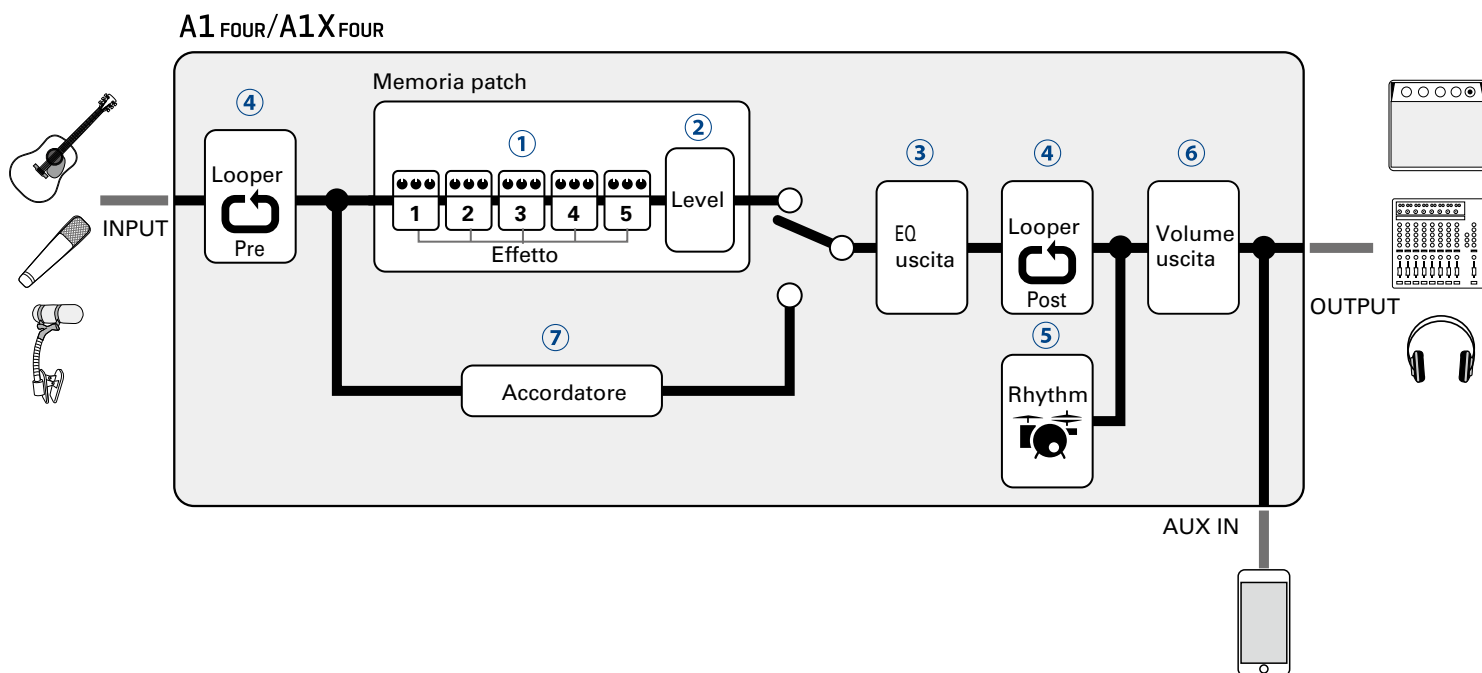 A1 FOUR/A1X FOUR
Memoria patch
④
Looper
Pre
INPUT
①
1 2 3 4 5
Effetto
②
Level
③
EQ
uscita
④
Looper
Post
⑤
Rhythm
⑥
Volume
uscita
OUTPUT
⑦
Accordatore
AUX IN